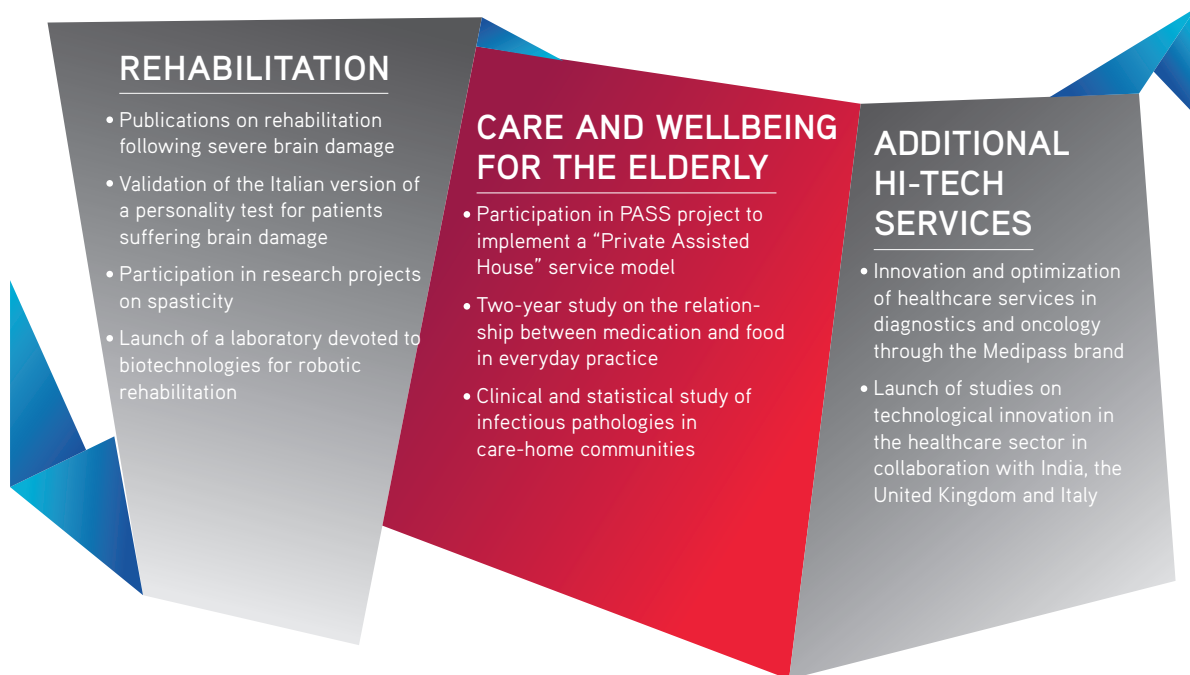 REHABILITATION
• Publications on rehabilitation
following severe brain damage
• Validation of the Italian version of
a personality test for patients
suffering brain damage
• Participation in research projects
on spasticity
• Launch of a laboratory devoted to
biotechnologies for robotic
rehabilitation
CARE AND WELLBEING
FOR THE ELDERLY
• Participation in PASS project to
implement a “Private Assisted
House” service model
• Two-year study on the relation-
ship between medication and food
in everyday practice
• Clinical and statistical study of
infectious pathologies in
care-home communities
ADDITIONAL
HI-TECH
SERVICES
• Innovation and optimization
of healthcare services in
diagnostics and oncology
through the Medipass brand
• Launch of studies on
technological innovation in
the healthcare sector in
collaboration with India, the
United Kingdom and Italy